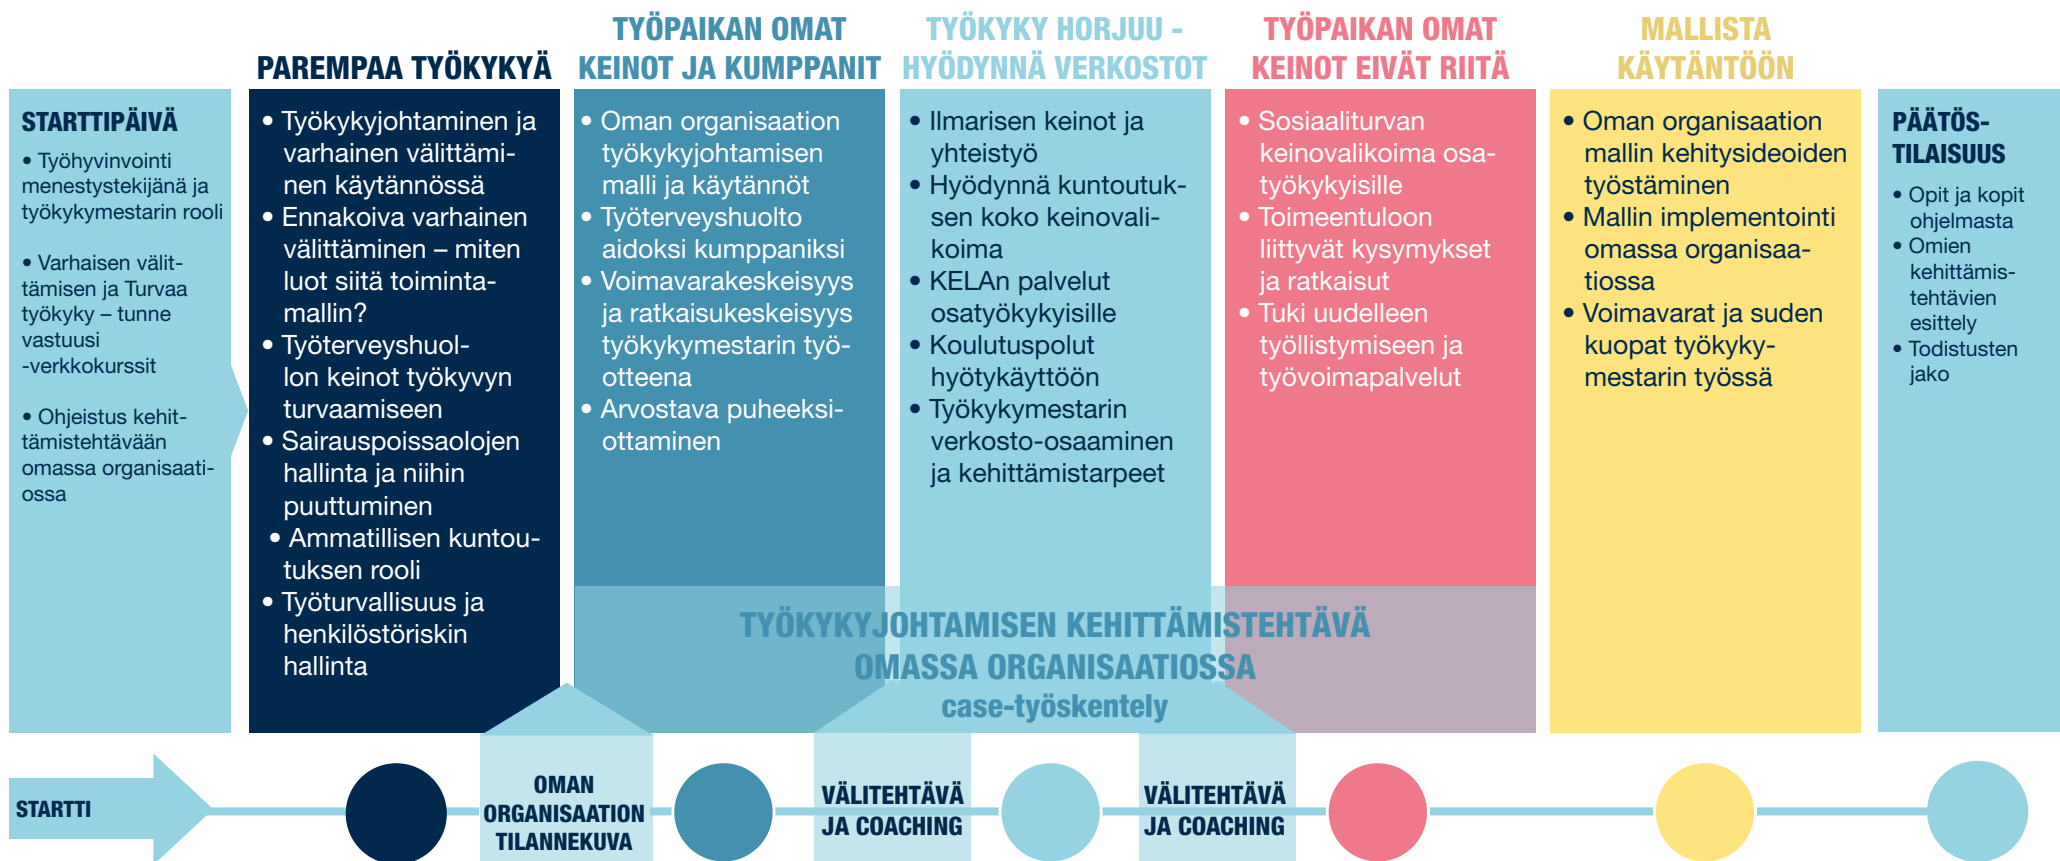 STARTTIPÄIVÄ
• Työhyvinvointi
menestystekijänä ja
työkykymestarin rooli
• Varhaisen välit-
tämisen ja Turvaa
työkyky – tunne
vastuusi
-verkkokurssit
• Ohjeistus kehit-
tämistehtävään
omassa organisaati-
ossa
PAREMPAA TYÖKYKYÄ
• Työkykyjohtaminen ja
varhainen välittämi-
nen käytännössä
• Ennakoiva varhainen
välittäminen – miten
luot siitä toiminta-
mallin?
• Työterveyshuol-
lon keinot työkyvyn
turvaamiseen
• Sairauspoissaolojen
hallinta ja niihin
puuttuminen
• Ammatillisen kuntou-
tuksen rooli
• Työturvallisuus ja
henkilöstöriskin
hallinta
TYÖPAIKAN OMAT
KEINOT JA KUMPPANIT
• Oman organisaation
työkykyjohtamisen
malli ja käytännöt
• Työterveyshuolto
aidoksi kumppaniksi
• Voimavarakeskeisyys
ja ratkaisukeskeisyys
työkykymestarin työ-
otteena
• Arvostava puheeksi-
ottaminen
TYÖKYKY HORJUU -
HYÖDYNNÄ VERKOSTOT
• Ilmarisen keinot ja
yhteistyö
• Hyödynnä kuntoutuk-
sen koko keinovali-
koima
• KELAn palvelut
osatyökykyisille
• Koulutuspolut
hyötykäyttöön
• Työkykymestarin
verkosto-osaaminen
ja kehittämistarpeet
TYÖPAIKAN OMAT
KEINOT EIVÄT RIITÄ
• Sosiaaliturvan
keinovalikoima osa-
työkykyisille
• Toimeentuloon
liittyvät kysymykset
ja ratkaisut
• Tuki uudelleen
työllistymiseen ja
työvoimapalvelut
MALLISTA
KÄYTÄNTÖÖN
• Oman organisaation
mallin kehitysideoiden
työstäminen
• Mallin implementointi
omassa organisaa-
tiossa
• Voimavarat ja suden
kuopat työkyky-
mestarin työssä
PÄÄTÖS-
TILAISUUS
• Opit ja kopit
ohjelmasta
• Omien
kehittämis-
tehtävien
esittely
• Todistusten
jako
TYÖKYKYJOHTAMISEN KEHITTÄMISTEHTÄVÄ
OMASSA ORGANISAATIOSSA
case-työskentely
STARTTI
OMAN
ORGANISAATION
TILANNEKUVA
VÄLITEHTÄVÄ
JA COACHING
VÄLITEHTÄVÄ
JA COACHING